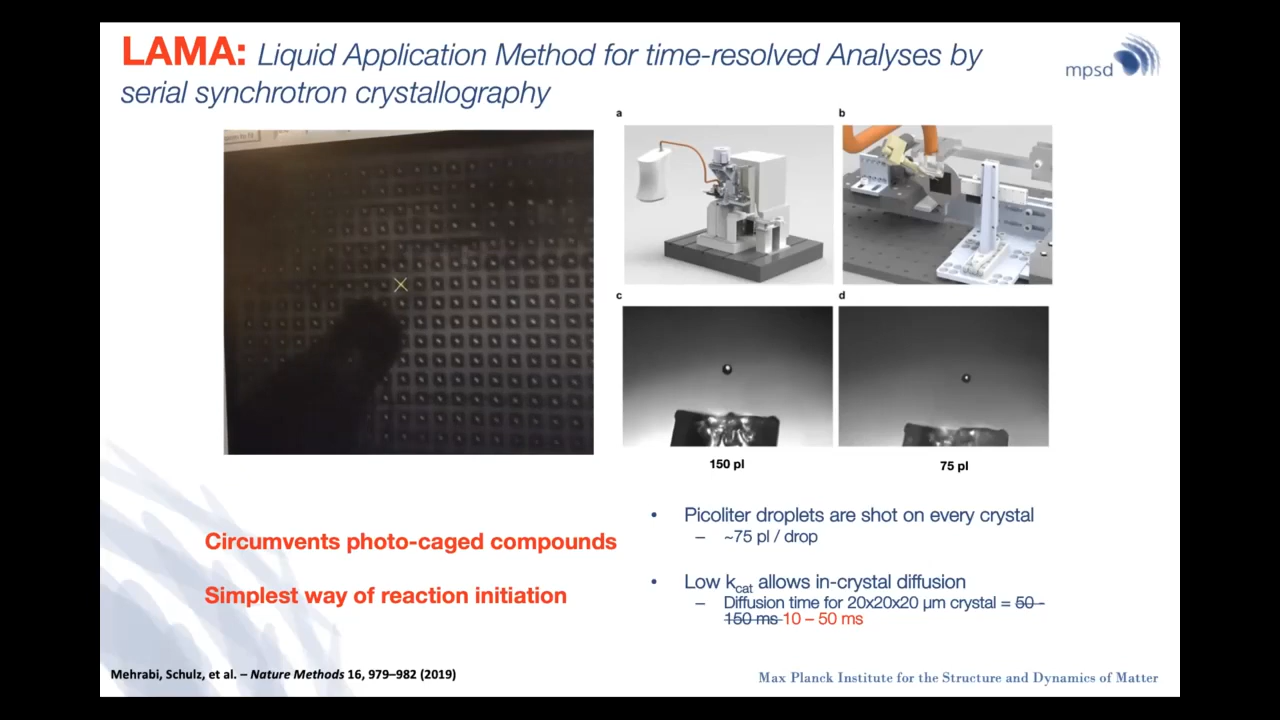 LAMA: Liquid Application Method for time-resolved Analyses by
serial synchrotron crystallography
mpsd
a
b
c
d
150 pl
75 pl
Circumvents photo-caged compounds
Simplest way of reaction initiation
• Picoliter droplets are shot on every crystal
– ~75 pl / drop
• Low kcat allows in-crystal diffusion
– Diffusion time for 20x20x20 µm crystal = 50 –
150 ms 10 – 50 ms
Mehrabi, Schulz, et al. – Nature Methods 16, 979–982 (2019)
Max Planck Institute for the Structure and Dynamics of Matter